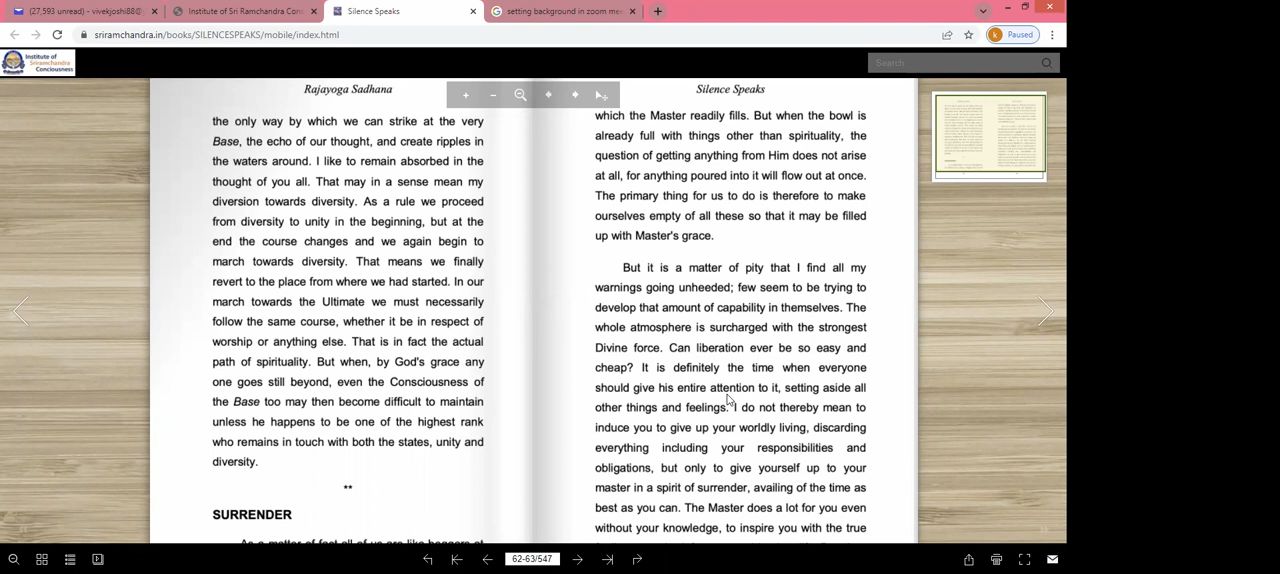 (27,593 unread) - vivekjoshi88@
Institute of Sri Ramchandra Con
Silence Speaks
setting background in zoom me
sriramchandra.in/books/SILENCESPEAKS/mobile/index.html
k
Paused
Institute of
Sriramchandra
Conciousness
Search
Rajayoga Sadhana
the only way by which we can strike at the very
Base, the echo of our thought, and create ripples in
the waters around. I like to remain absorbed in the
thought of you all. That may in a sense mean my
diversion towards diversity. As a rule we proceed
from diversity to unity in the beginning, but at the
end the course changes and we again begin to
march towards diversity. That means we finally
revert to the place from where we had started. In our
march towards the Ultimate we must necessarily
follow the same course, whether it be in respect of
worship or anything else. That is in fact the actual
path of spirituality. But when, by God's grace any
one goes still beyond, even the Consciousness of
the Base too may then become difficult to maintain
unless he happens to be one of the highest rank
who remains in touch with both the states, unity and
diversity.
**
SURRENDER
As a matter of fact all of us are like beggars at
Silence Speaks
which the Master readily fills. But when the bowl is
already full with things other than spirituality, the
question of getting anything from Him does not arise
at all, for anything poured into it will flow out at once.
The primary thing for us to do is therefore to make
ourselves empty of all these so that it may be filled
up with Master's grace.
But it is a matter of pity that I find all my
warnings going unheeded; few seem to be trying to
develop that amount of capability in themselves. The
whole atmosphere is surcharged with the strongest
Divine force. Can liberation ever be so easy and
cheap? It is definitely the time when everyone
should give his entire attention to it, setting aside all
other things and feelings. I do not thereby mean to
induce you to give up your worldly living, discarding
everything including your responsibilities and
obligations, but only to give yourself up to your
master in a spirit of surrender, availing of the time as
best as you can. The Master does a lot for you even
without your knowledge, to inspire you with the true
62-63/547